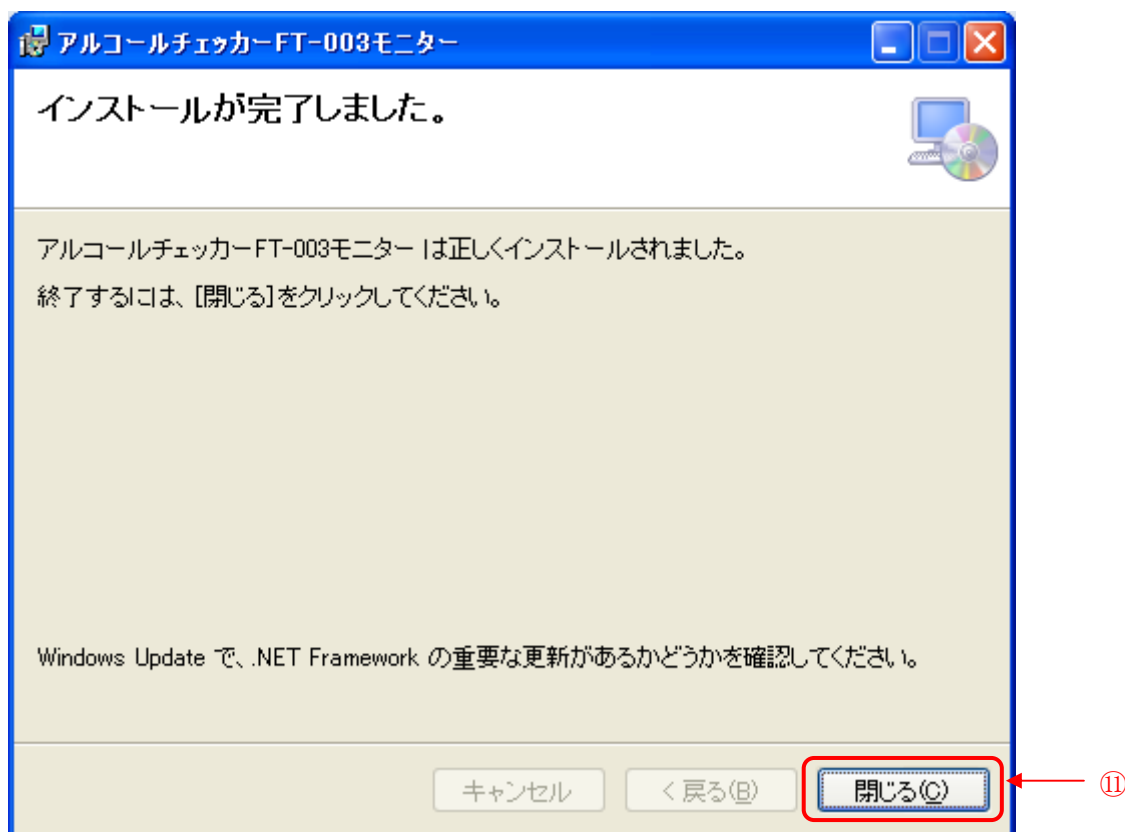 アルコールチェッカーFT-003モニター
インストールが完了しました。
アルコールチェッカーFT-003モニター は正しくインストールされました。
終了するには、[閉じる]をクリックしてください。
Windows Update で、.NET Framework の重要な更新があるかどうかを確認してください。
キャンセル
< 戻る(B)
閉じる(C)
⑪